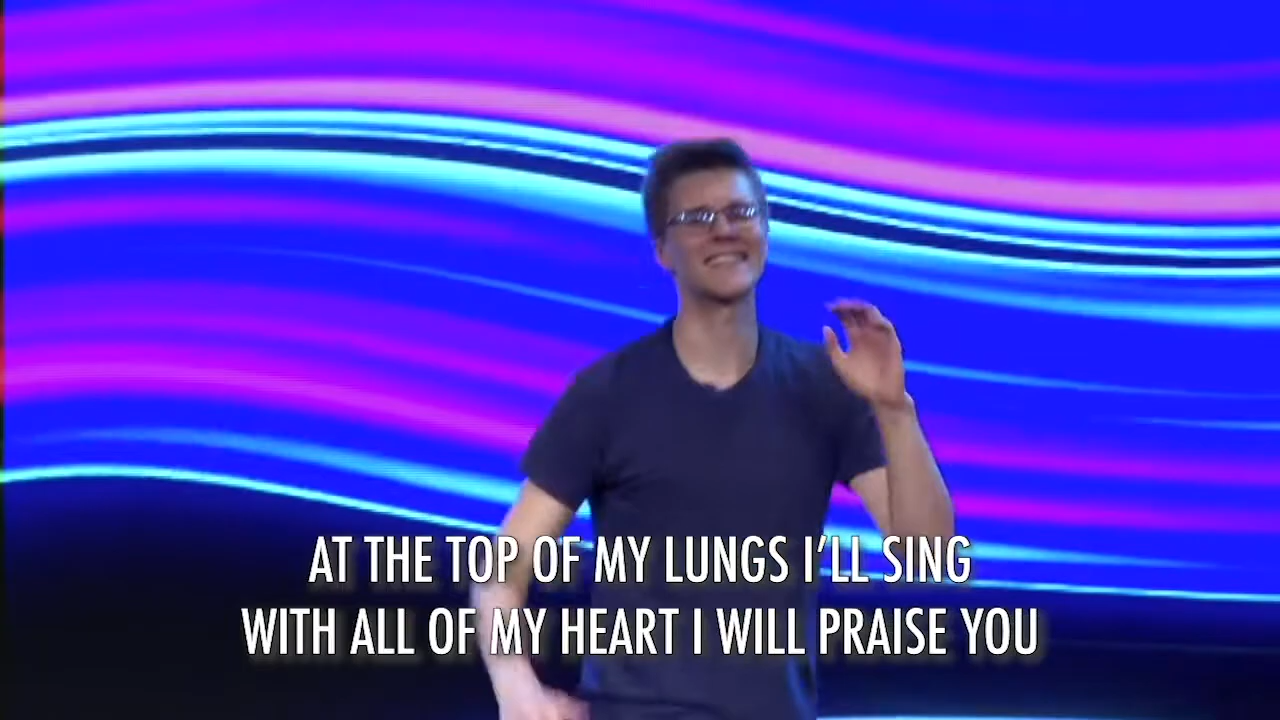 AT THE TOP OF MY LUNGS I’LL SING
WITH ALL OF MY HEART I WILL PRAISE YOU